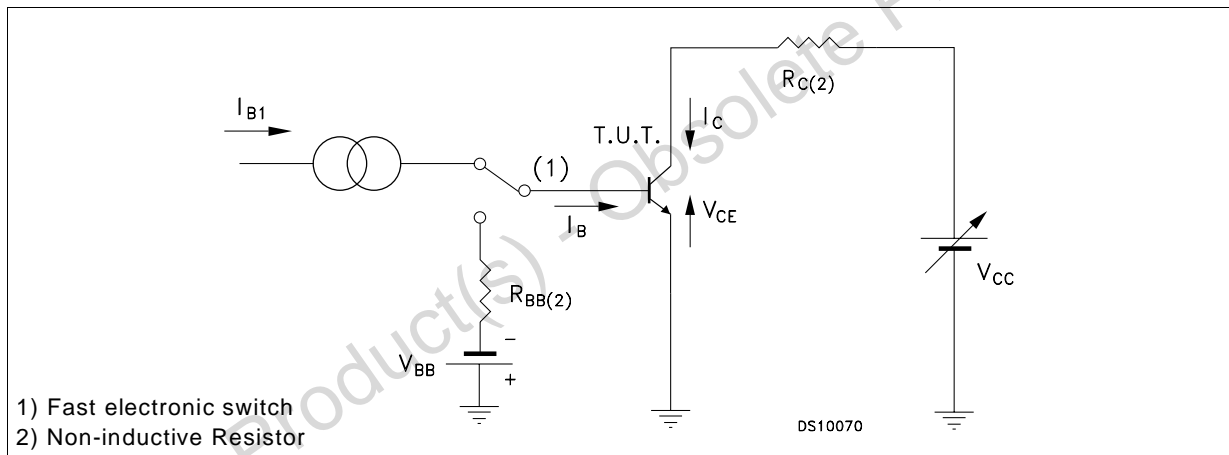 Product(s) - Obsolete P
I_B1
(1)
I_B
T.U.T.
I_C
V_CE
R_C(2)
V_CC
R_BB(2)
-
V_BB
+
1) Fast electronic switch
2) Non-inductive Resistor
DS10070